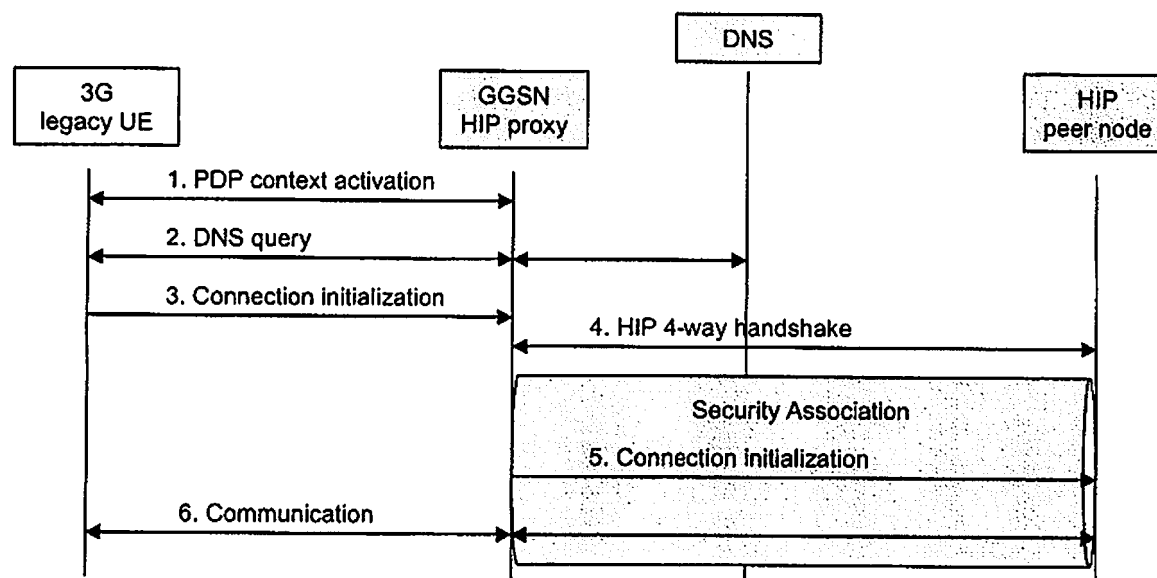 DNS
3G
legacy UE
GGSN
HIP proxy
HIP
peer node
1. PDP context activation
2. DNS query
3. Connection initialization
4. HIP 4-way handshake
Security Association
5. Connection initialization
6. Communication